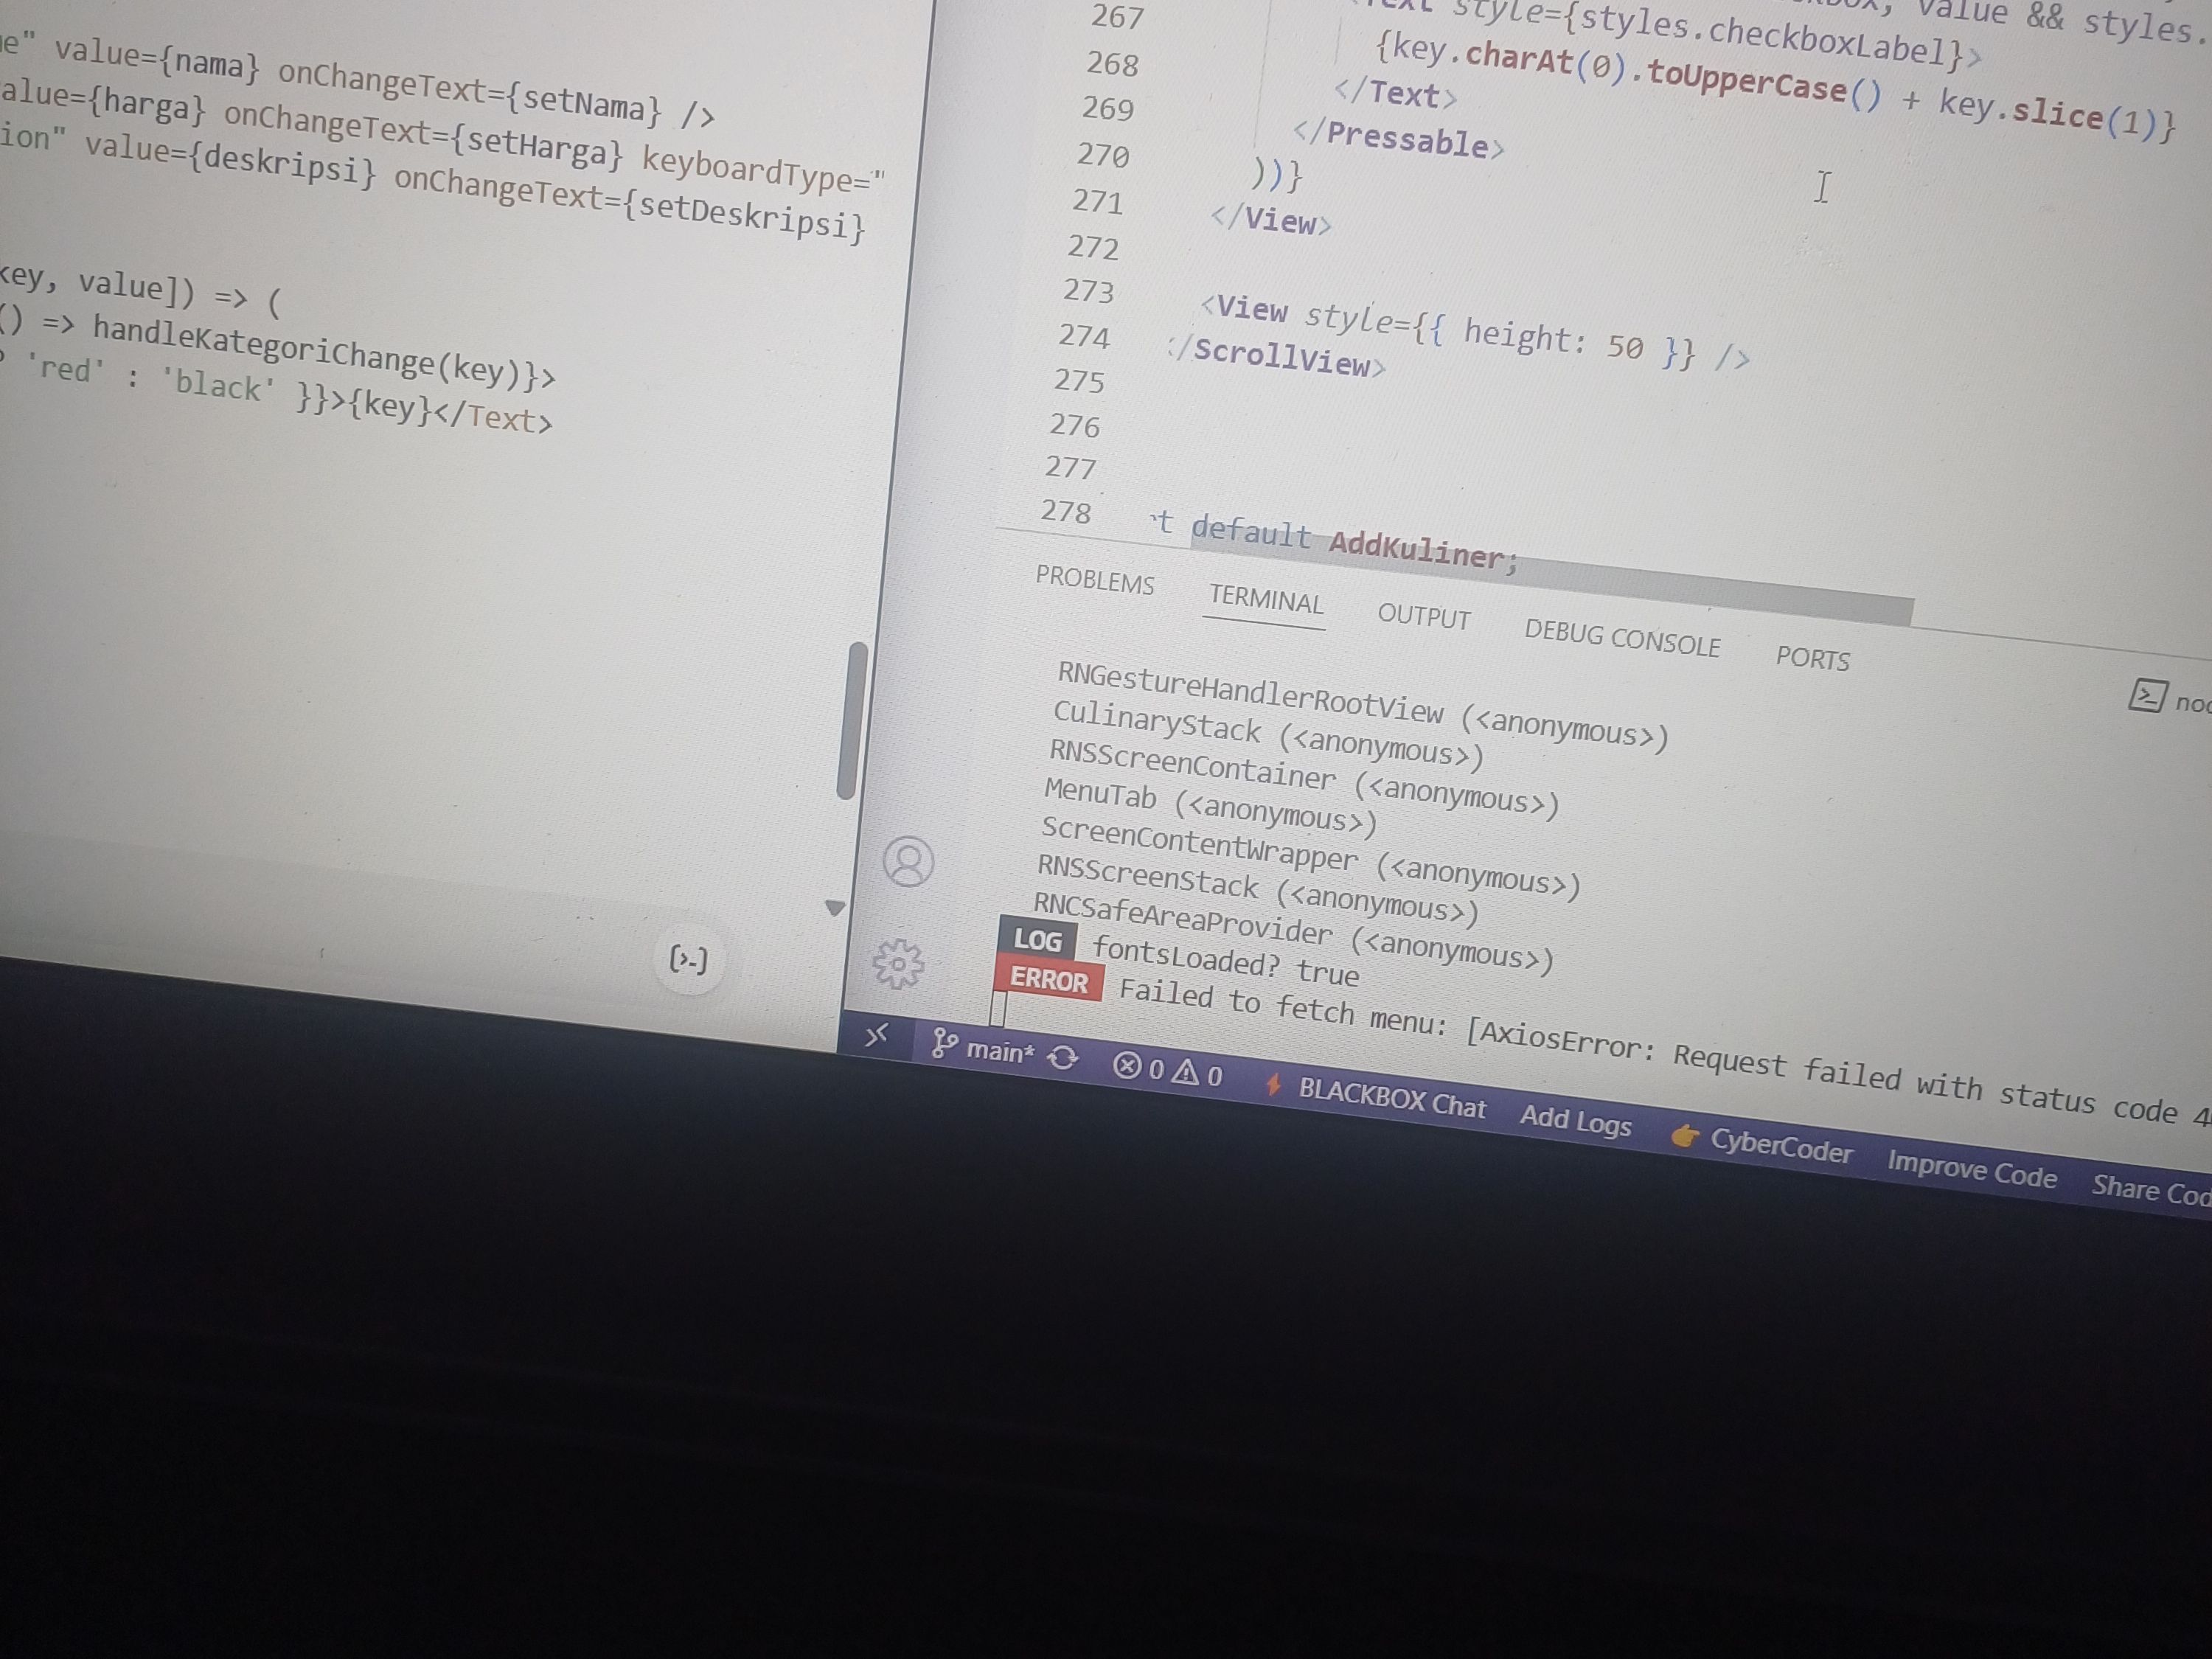 e" value={nama} onChangeText={setNama} />
alue={harga} onChangeText={setHarga} keyboardType="
ion" value={deskripsi} onChangeText={setDeskripsi}
key, value]) => (
() => handleKategoriChange(key)}>
'red' : 'black' }}>{key}</Text>
value && styles.
267 style={styles.checkboxLabel}>
268 {key.charAt(0).toUpperCase() + key.slice(1)}
269 </Text>
270 </Pressable>
271 ))}
272 </View>
273
274 <View style={{ height: 50 }} />
275 </ScrollView>
276
277
278
t default AddKuliner;
PROBLEMS TERMINAL OUTPUT DEBUG CONSOLE PORTS
RNGestureHandlerRootView (<anonymous>)
CulinaryStack (<anonymous>)
RNSScreenContainer (<anonymous>)
MenuTab (<anonymous>)
ScreenContentWrapper (<anonymous>)
RNSScreenStack (<anonymous>)
RNCSafeAreaProvider (<anonymous>)
LOG fontsLoaded? true
ERROR Failed to fetch menu: [AxiosError: Request failed with status code 4
main* 0 0 BLACKBOX Chat Add Logs CyberCoder Improve Code Share Cod